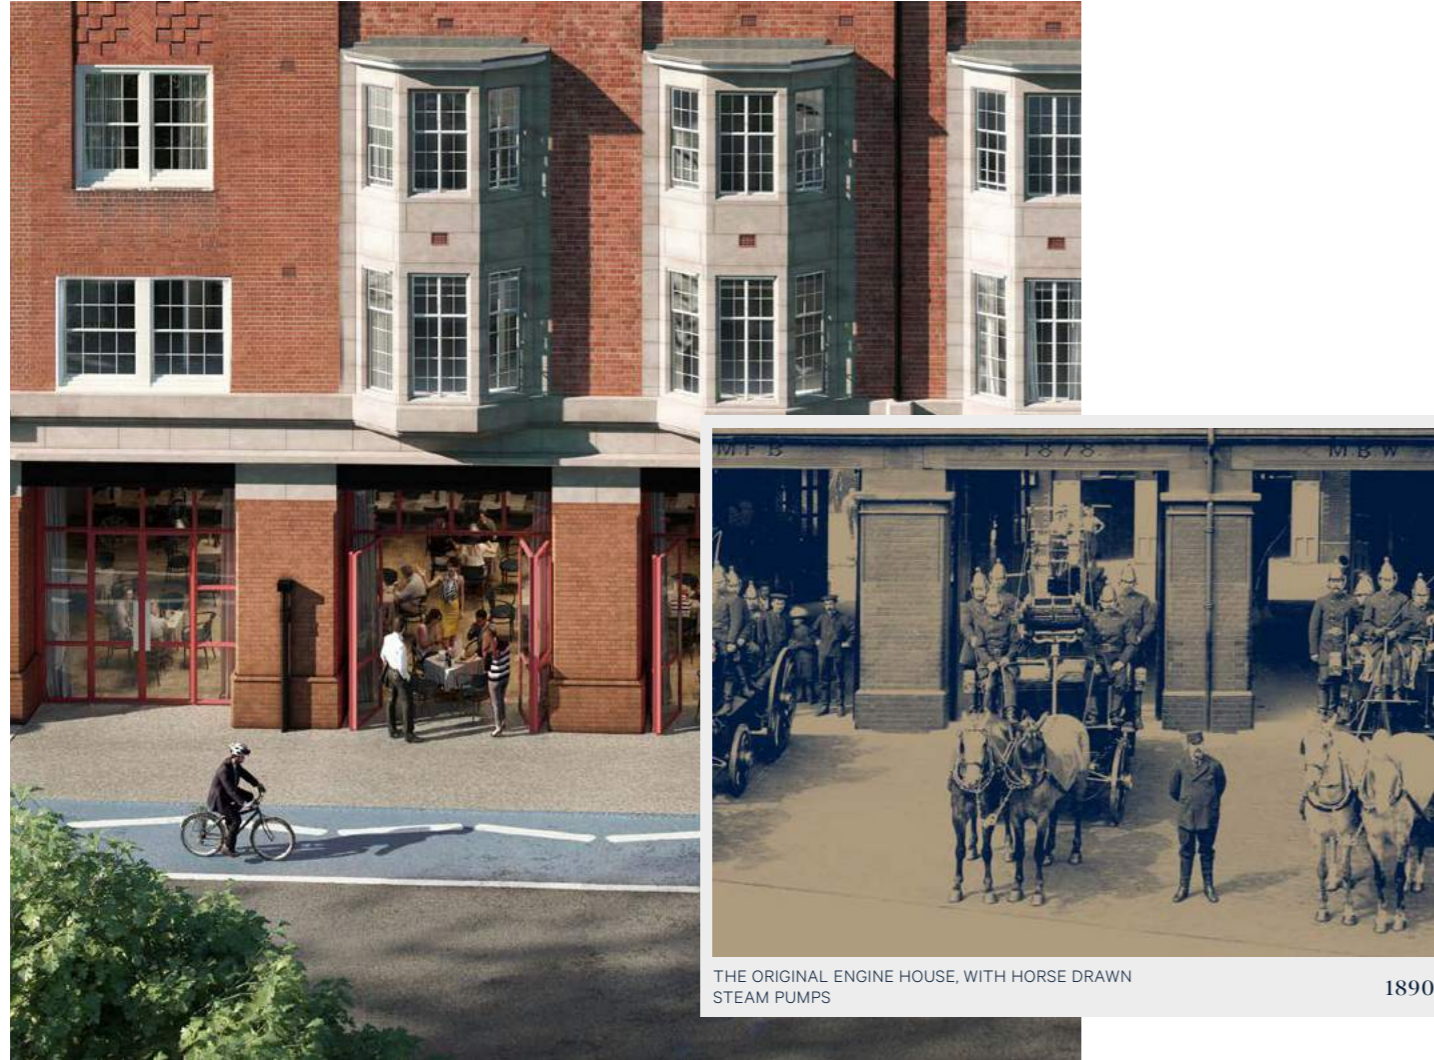 MFB 1878. MBW
THE ORIGINAL ENGINE HOUSE, WITH HORSE DRAWN
STEAM PUMPS
1890